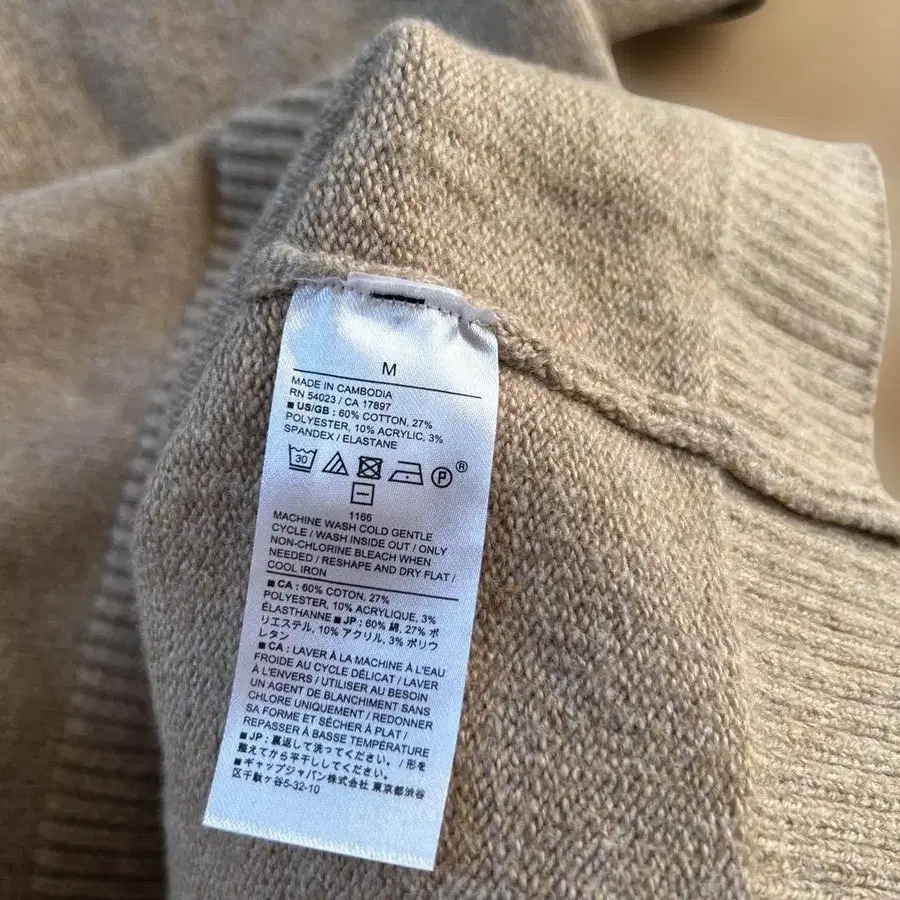 M
MADE IN CAMBODIA
RN 54023 / CA 17897
■ US/GB : 60% COTTON, 27%
POLYESTER, 10% ACRYLIC, 3%
SPANDEX / ELASTANE
30 P ®
1166
MACHINE WASH COLD GENTLE
CYCLE / WASH INSIDE OUT / ONLY
NON-CHLORINE BLEACH WHEN
NEEDED / RESHAPE AND DRY FLAT /
COOL IRON
■ CA : 60% COTON, 27%
POLYESTER, 10% ACRYLIQUE, 3%
ÉLASTHANNE ■ JP : 60% 綿, 27% ポ
リエステル, 10% アクリル, 3% ポリウ
レタン
■ CA : LAVER À LA MACHINE À L'EAU
FROIDE AU CYCLE DÉLICAT / LAVER
À L'ENVERS / UTILISER AU BESOIN
UN AGENT DE BLANCHIMENT SANS
CHLORE UNIQUEMENT / REDONNER
SA FORME ET SÉCHER À PLAT /
REPASSER À BASSE TEMPÉRATURE
■ JP : 裏返して洗ってください。/ 形を
整えてから平干ししてください。
■ ギャップジャパン株式会社 東京都渋谷
区千駄ヶ谷5-32-10